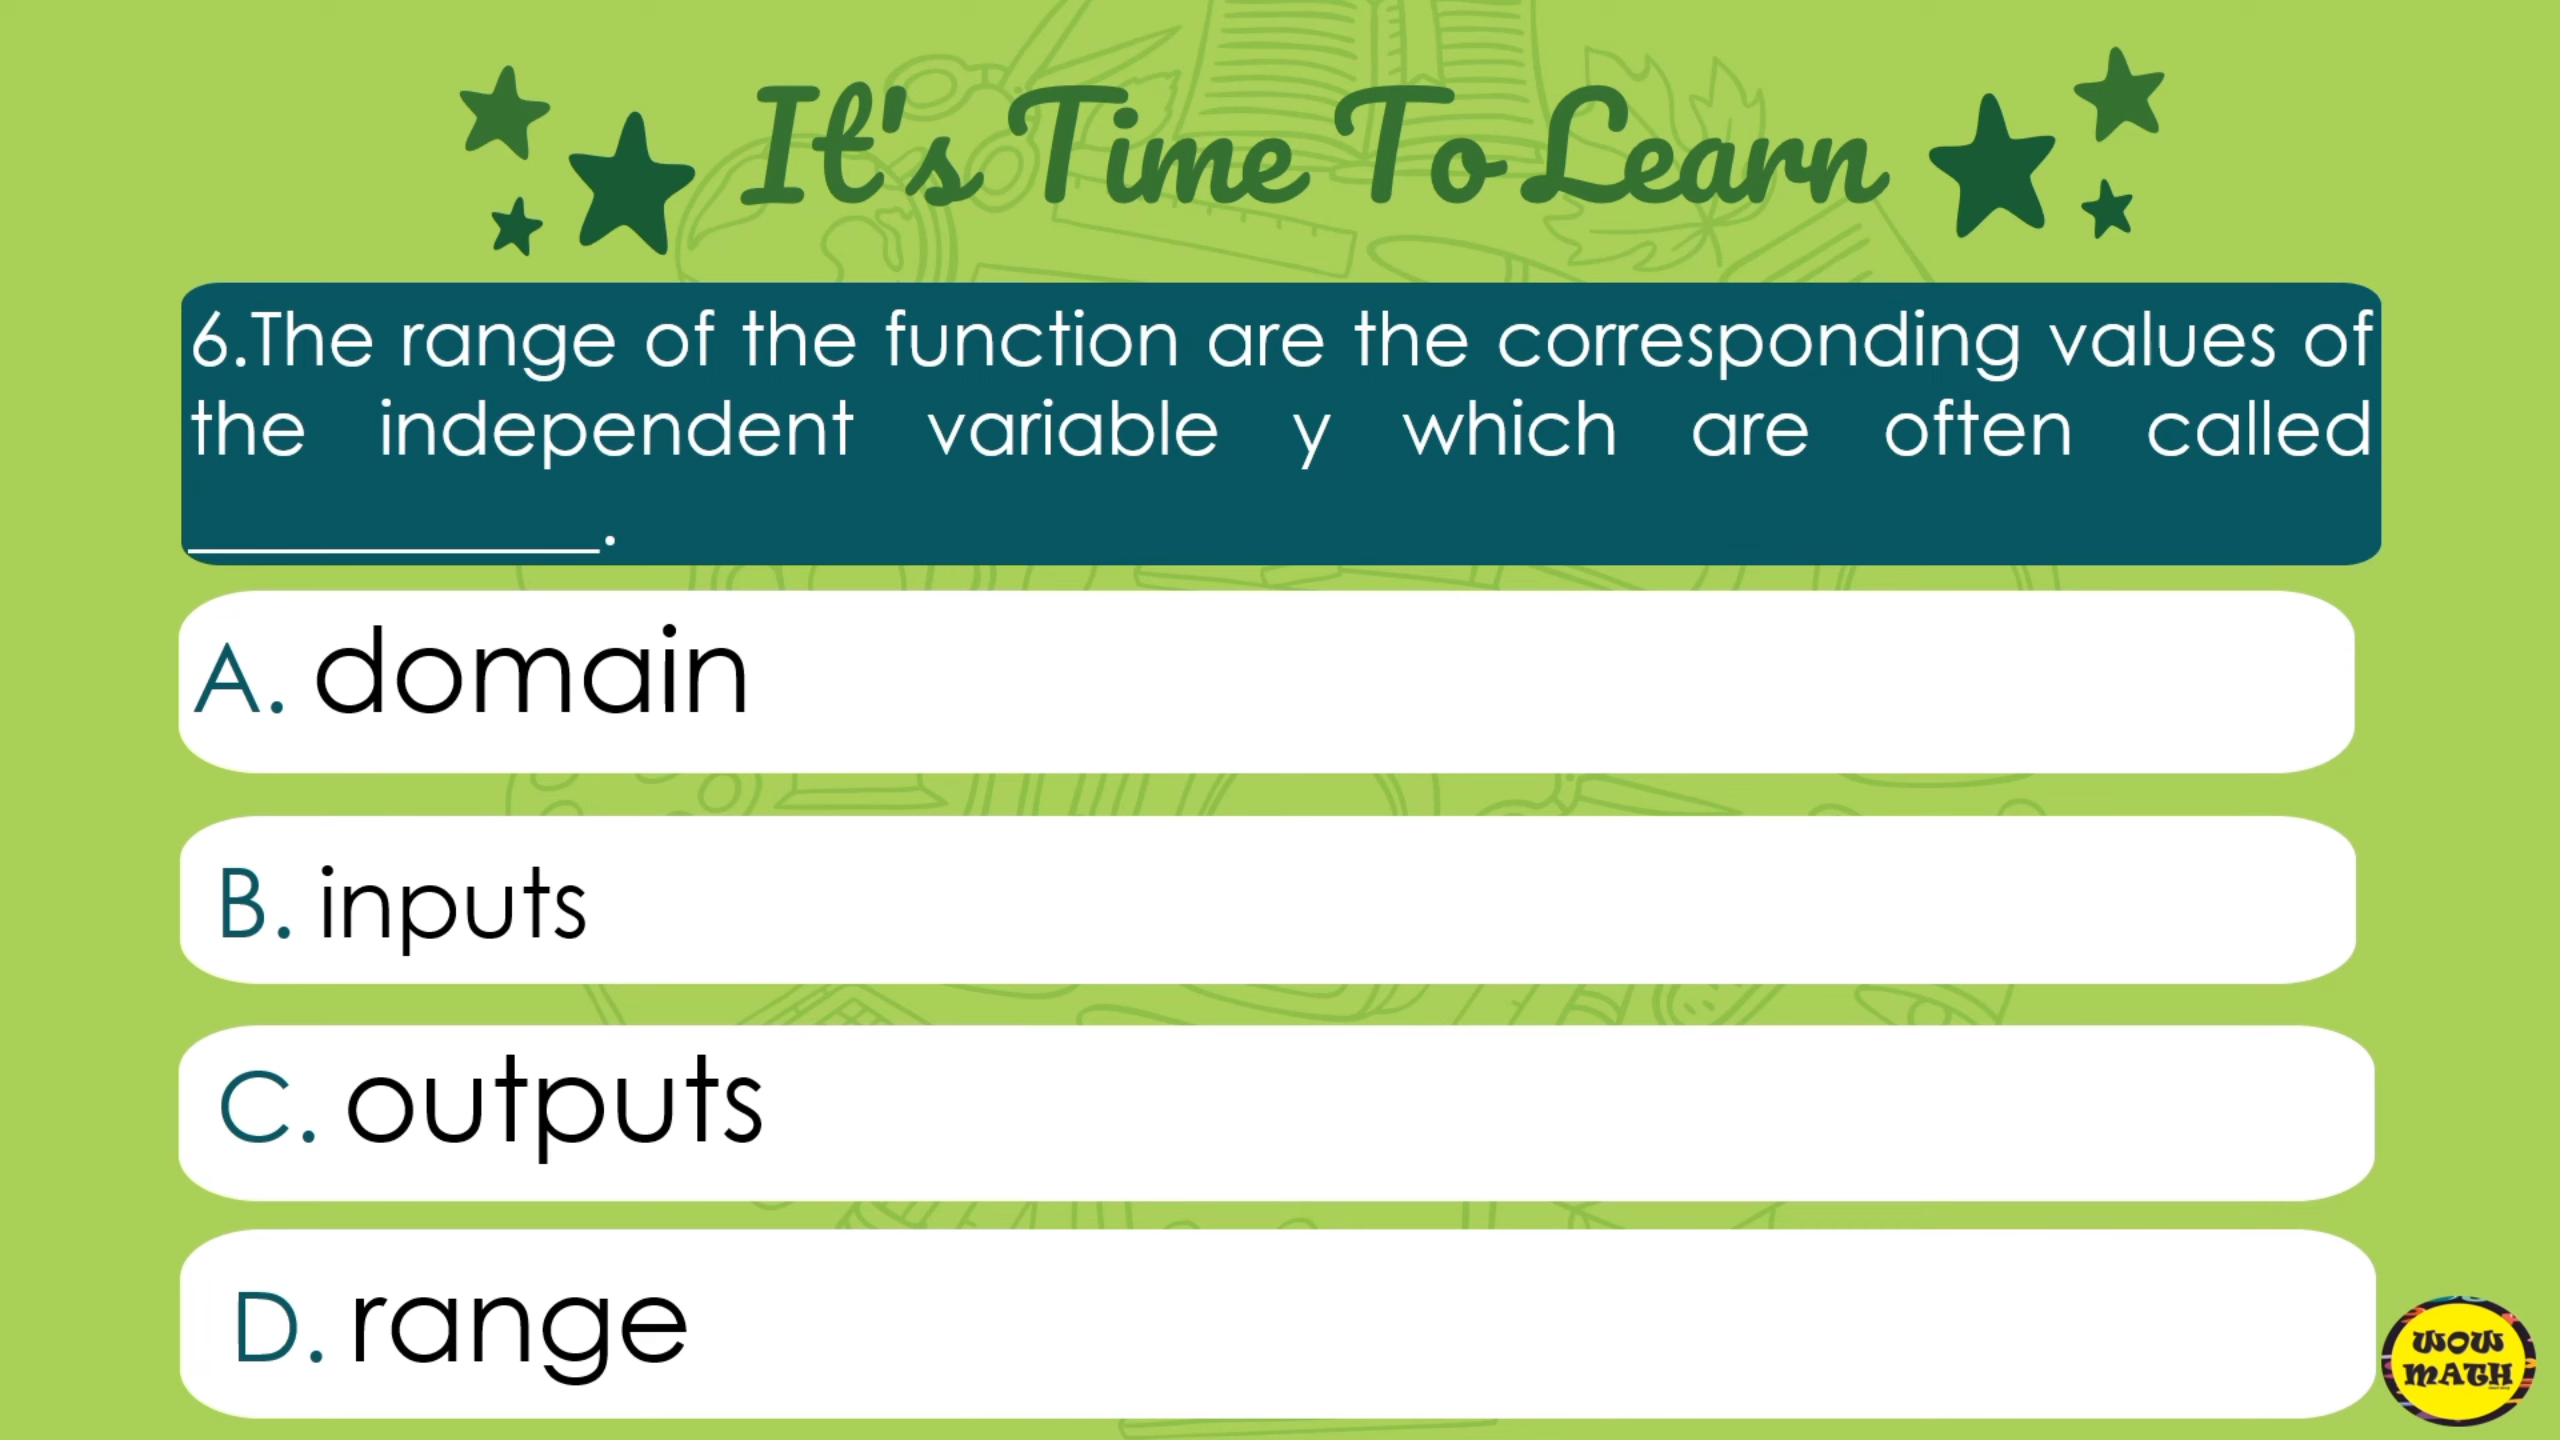 It's Time To Learn
6.The range of the function are the corresponding values of
the independent variable y which are often called
___________.
A. domain
B. inputs
C. outputs
D. range
WOW
MATH